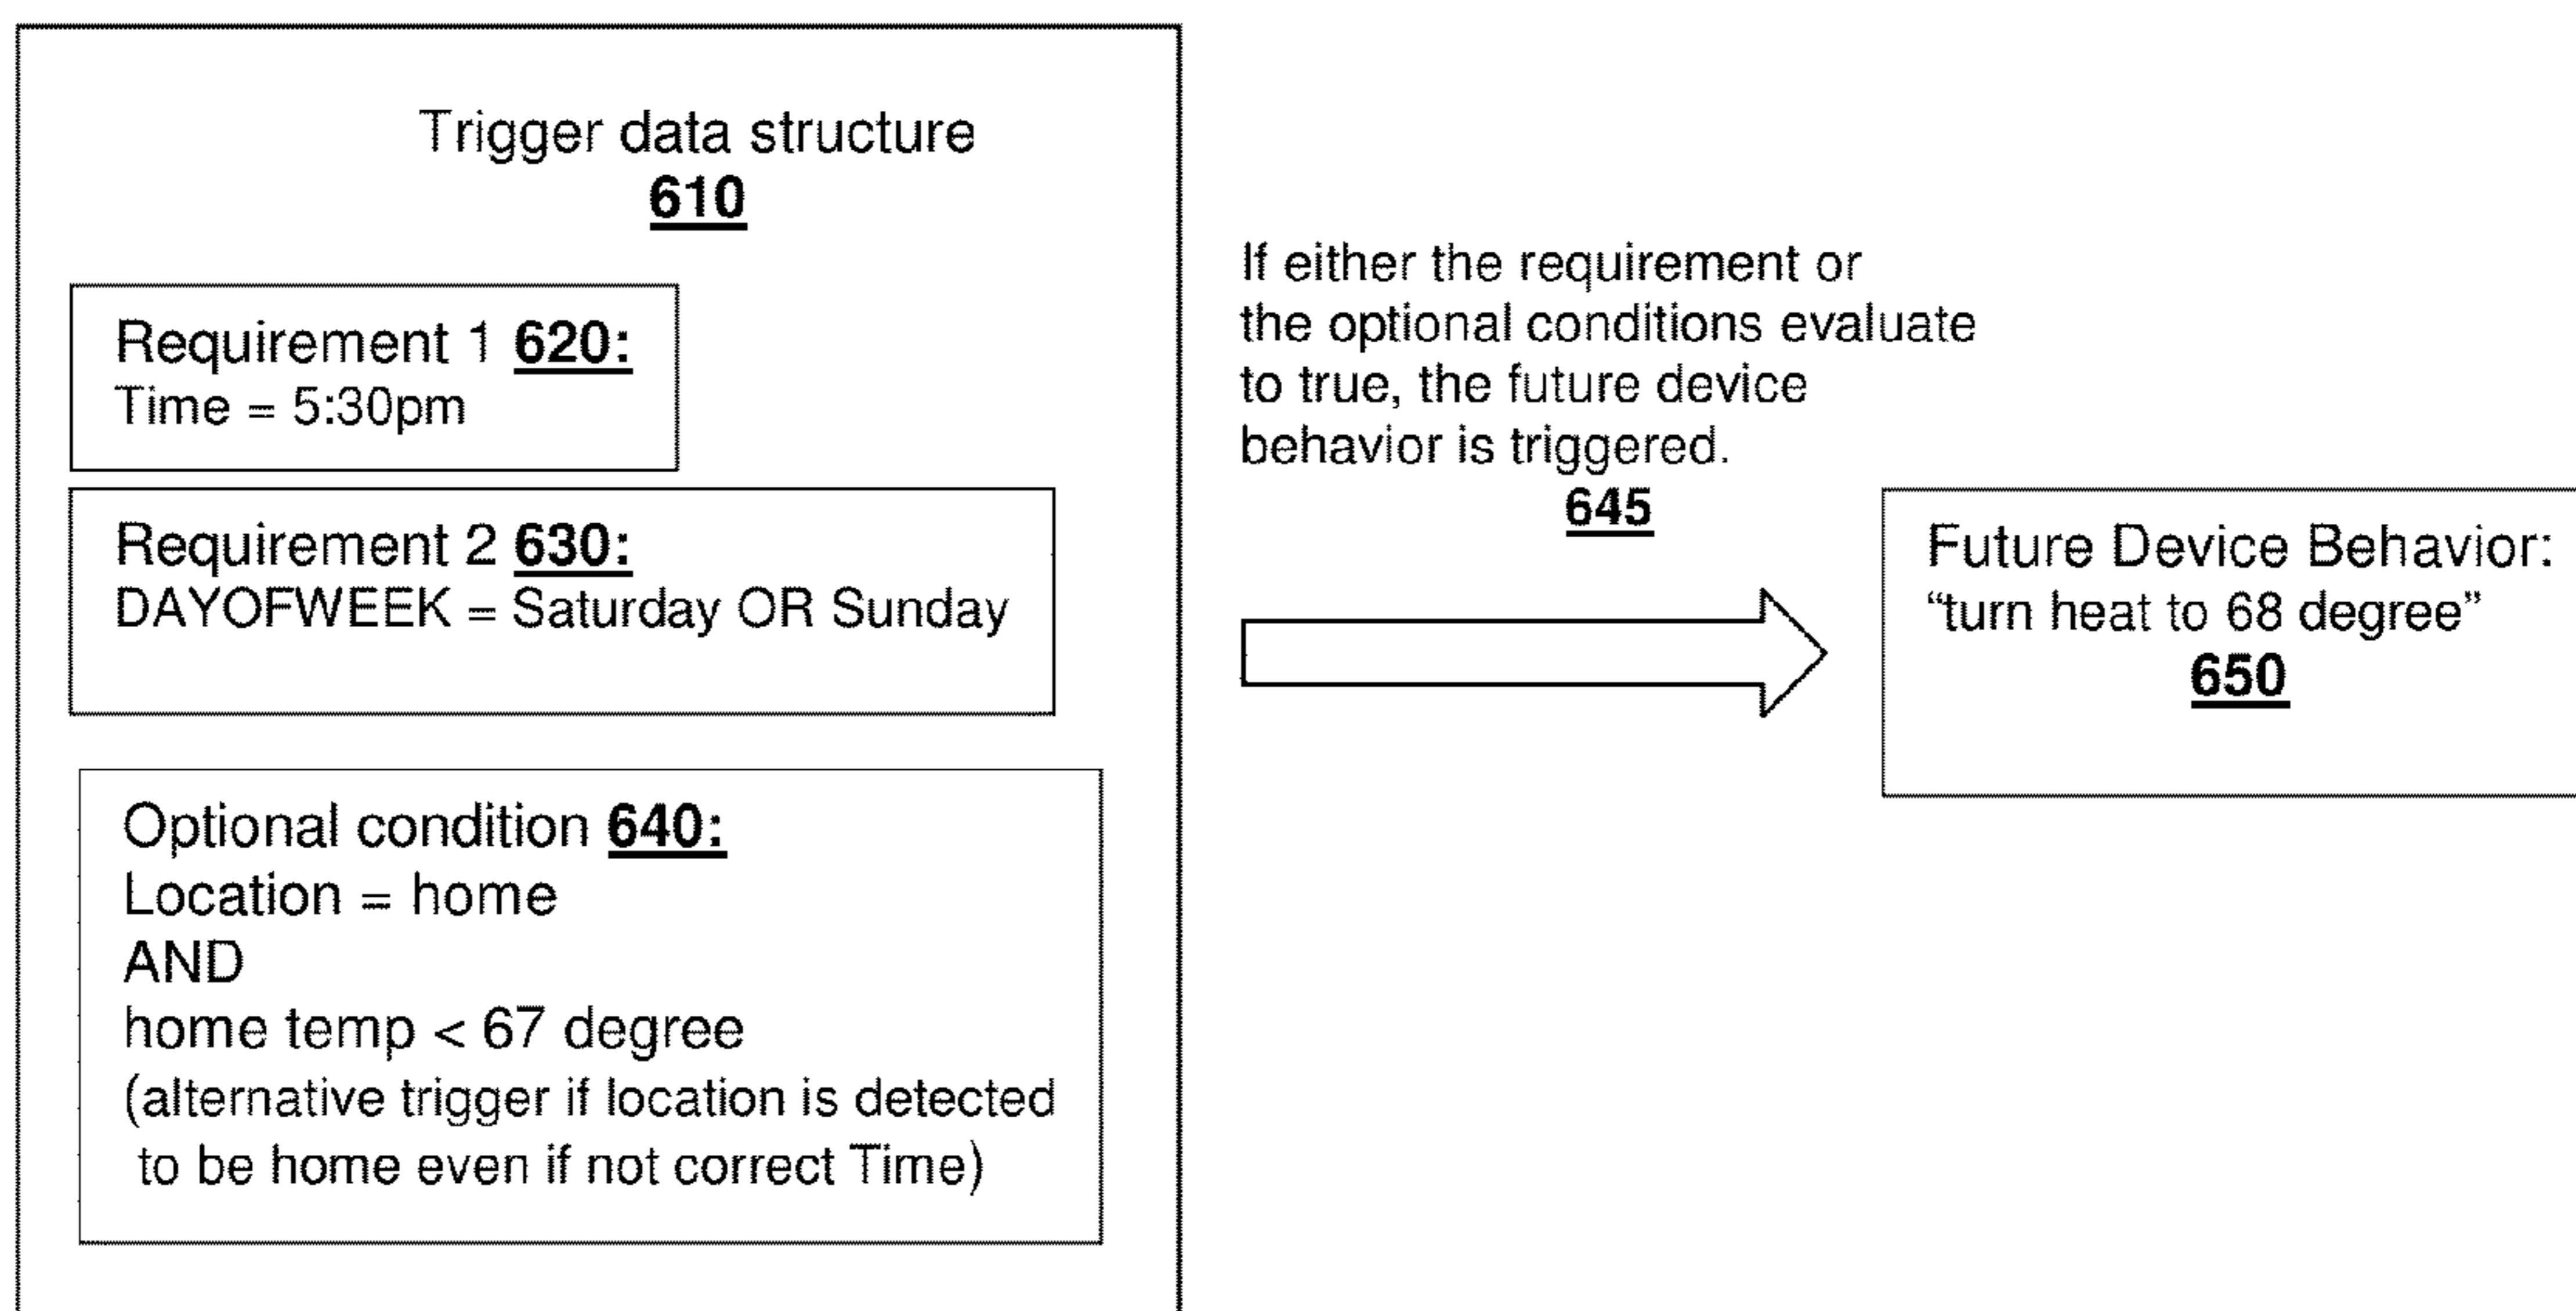 Trigger data structure
610
Requirement 1 620:
Time = 5:30pm
Requirement 2 630:
DAYOFWEEK = Saturday OR Sunday
Optional condition 640:
Location = home
AND
home temp < 67 degree
(alternative trigger if location is detected
to be home even if not correct Time)
If either the requirement or
the optional conditions evaluate
to true, the future device
behavior is triggered.
645
Future Device Behavior:
“turn heat to 68 degree”
650